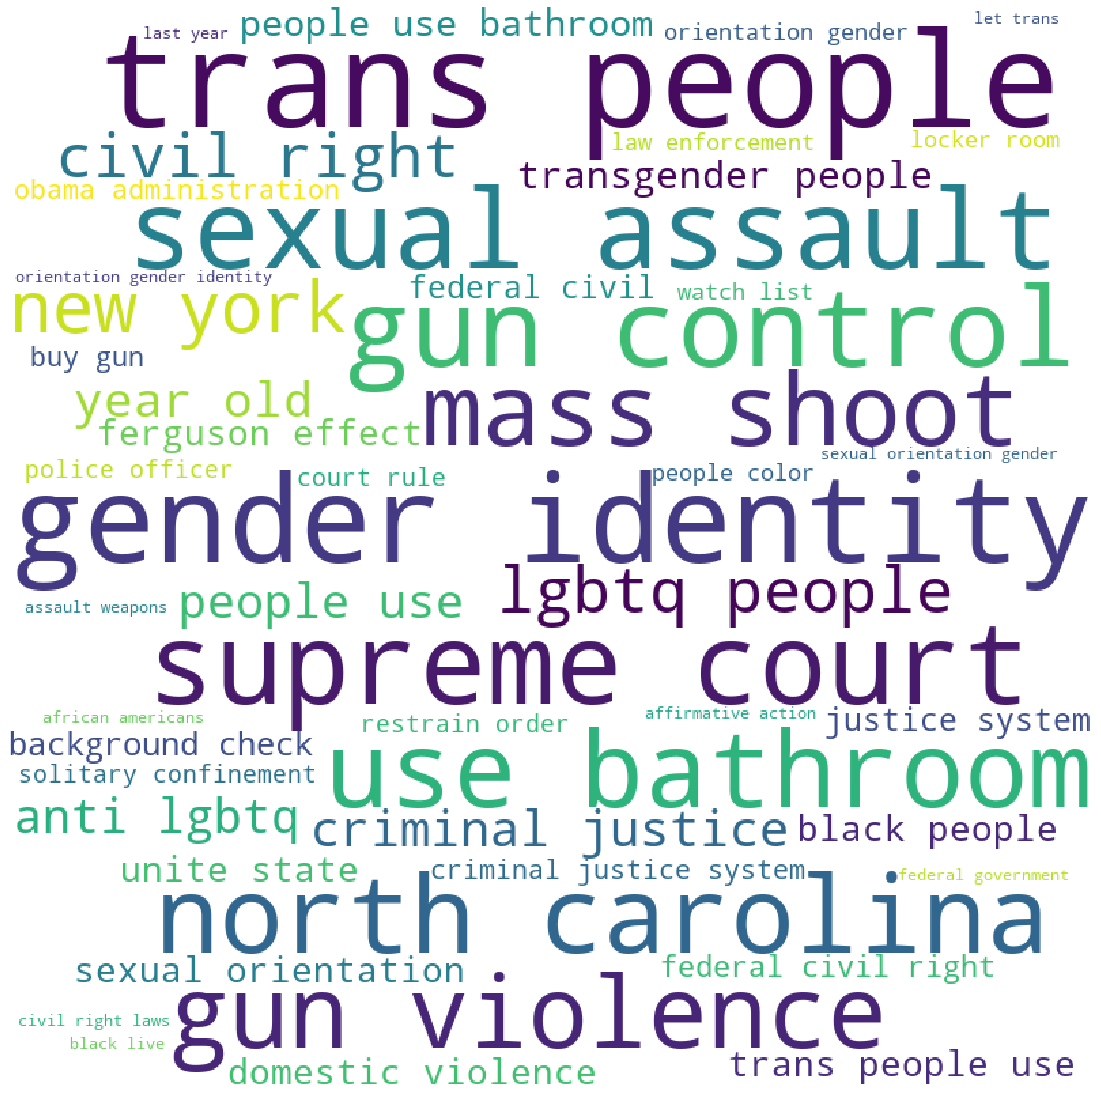 last year
people use bathroom
orientation gender
let trans
trans people
civil right
law enforcement
locker room
obama administration
transgender people
sexual assault
orientation gender identity
federal civil
watch list
new york
gun control
buy gun
year old
mass shoot
ferguson effect
sexual orientation gender
police officer
court rule
people color
gender identity
lgbtq people
assault weapons
people use
supreme court
african americans
restrain order
affirmative action
justice system
background check
use bathroom
solitary confinement
anti lgbtq
criminal justice
black people
unite state
criminal justice system
federal government
north carolina
sexual orientation
federal civil right
gun violence
civil right laws
black live
domestic violence
trans people use